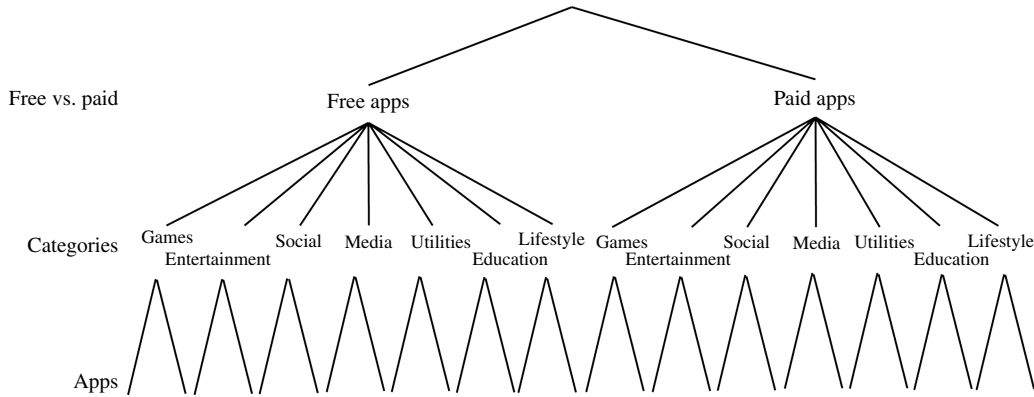 Free vs. paid
Free apps
Paid apps
Categories
Games
Entertainment
Social
Media
Utilities
Education
Lifestyle
Games
Entertainment
Social
Media
Utilities
Education
Lifestyle
Apps